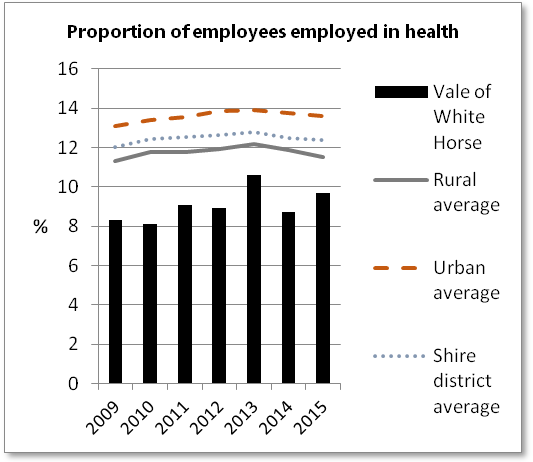 Proportion of employees employed in health
16
14
12
10
8
6
4
2
0
%
2009
2010
2011
2012
2013
2014
2015
Vale of
White
Horse
Rural
average
Urban
average
Shire
district
average